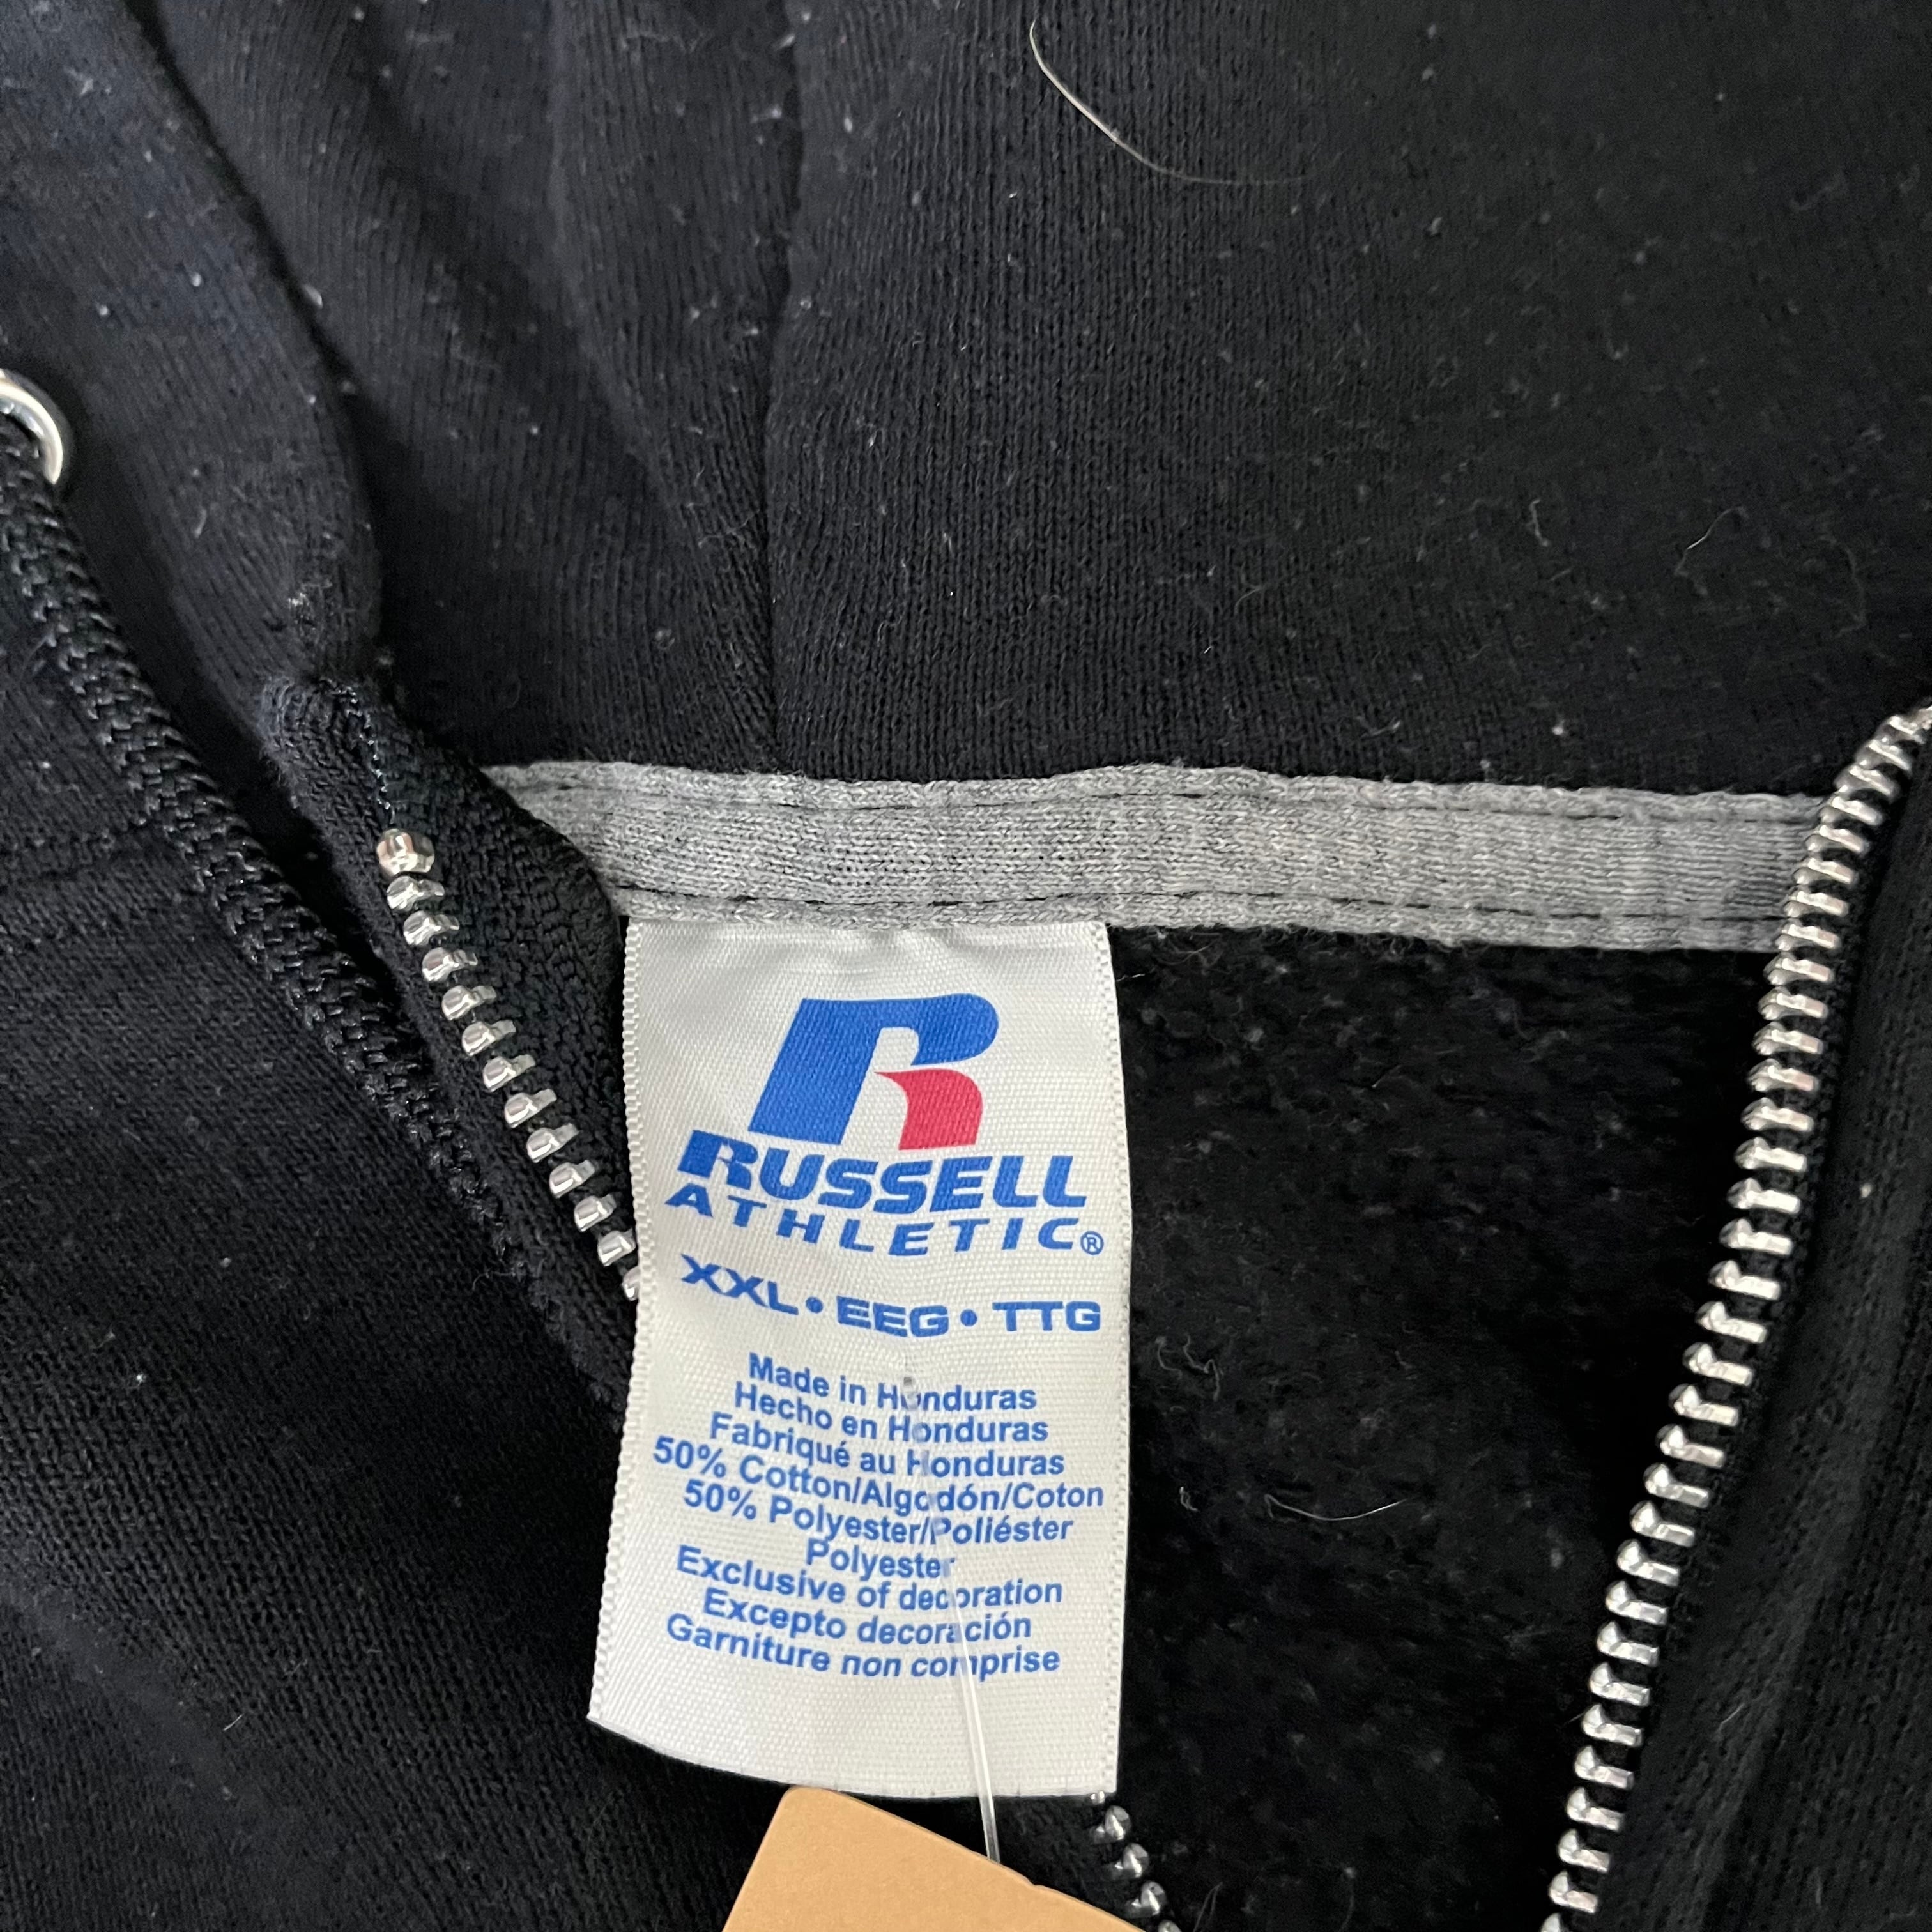 R
RUSSELL
ATHLETIC®
XXL • EEG • TTG
Made in Honduras
Hecho en Honduras
Fabriqué au Honduras
50% Cotton/Algodón/Coton
50% Polyester/Poliéster
Polyester
Exclusive of decoration
Excepto decoración
Garniture non comprise